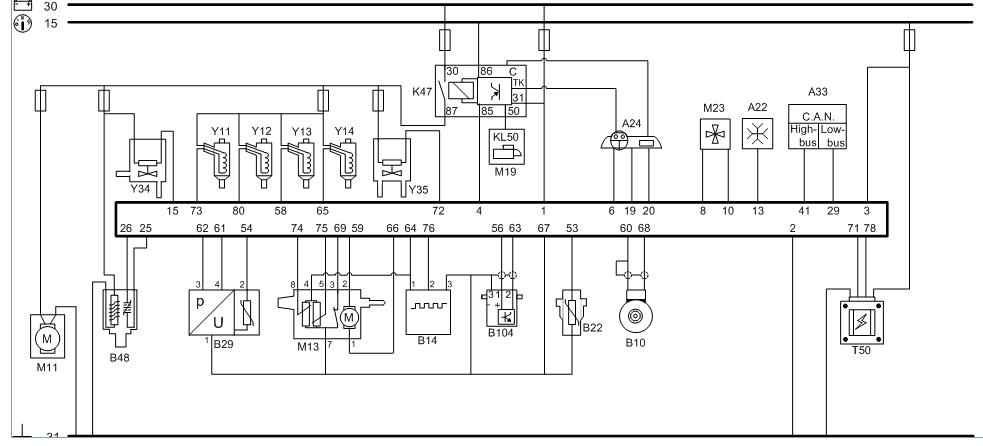 30
15
30 86 C
TK
K47
31
87 85 50
KL50
M19
A24
M23 A22 A33
C.A.N.
High- Low-
bus bus
Y11 Y12 Y13 Y14
Y34 Y35
15 73 80 58 65 72 4 1 6 19 20 8 10 13 41 29 3
26 25 62 61 54 74 75 69 59 66 64 76 56 63 67 53 60 68 2 71 78
3 4 2 8 4 5 3 2 1 2 3
3 1 2
- +
P
U
M
M
1 B29 M13 7 1 B14 B104 B22 B10 T50
M11 B48
31